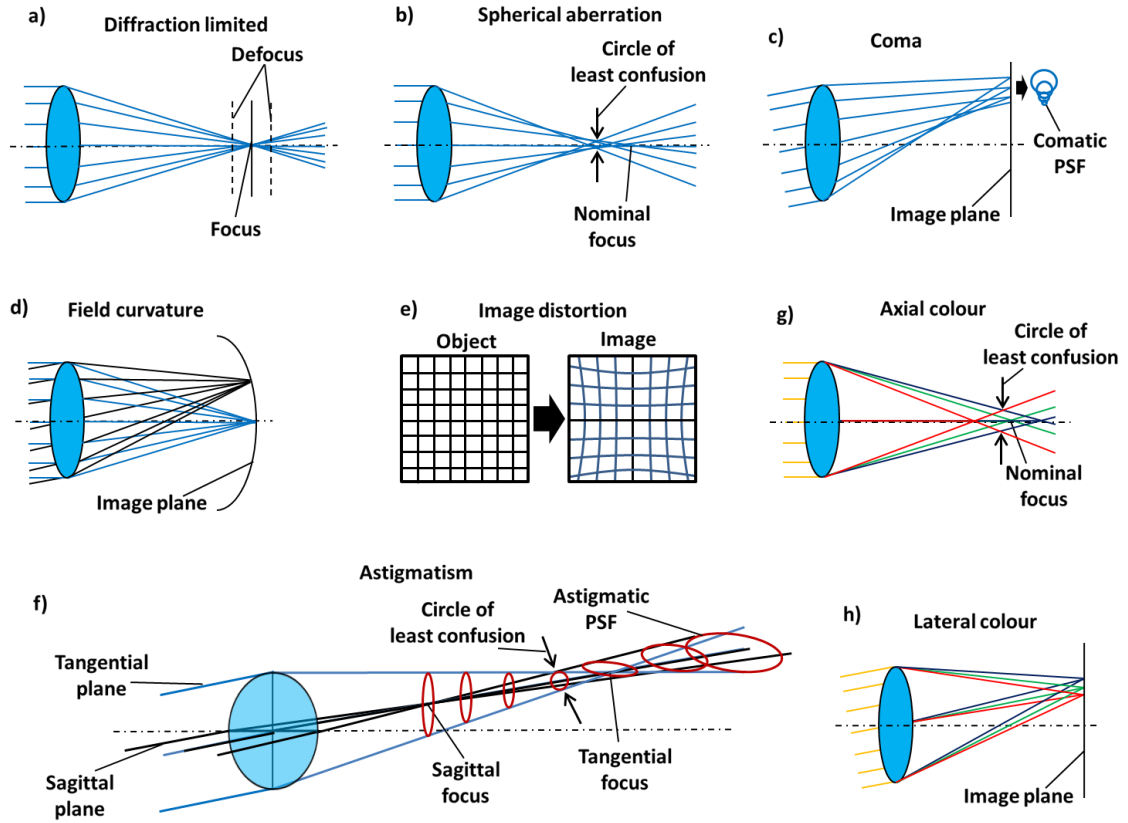 a)
Diffraction limited
Defocus
Focus
b)
Spherical aberration
Circle of
least confusion
Nominal
focus
c)
Coma
Comatic
PSF
Image plane
d)
Field curvature
Image plane
e)
Image distortion
Object
Image
g)
Axial colour
Circle of
least confusion
Nominal
focus
f)
Astigmatism
Tangential
plane
Sagittal
plane
Circle of
least confusion
Astigmatic
PSF
Sagittal
focus
Tangential
focus
h)
Lateral colour
Image plane